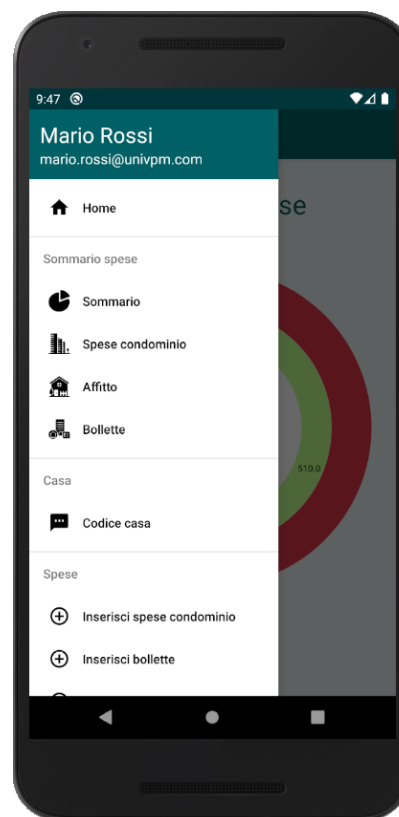 9:47
Mario Rossi
mario.rossi@univpm.com
se
Home
Sommario spese
Sommario
Spese condominio
Affitto
Bollette
510.0
Casa
Codice casa
Spese
Inserisci spese condominio
Inserisci bollette